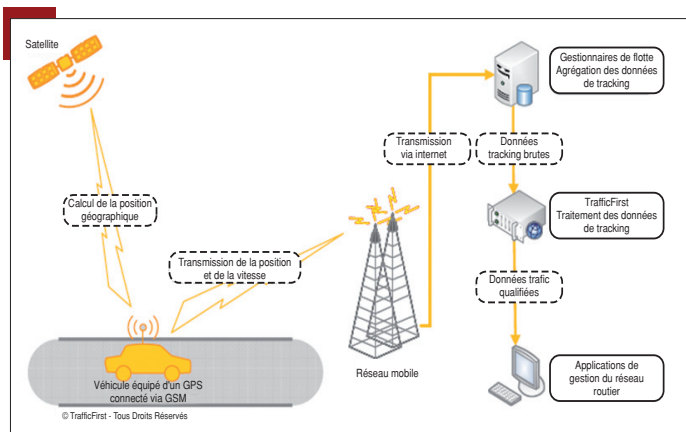 Satellite
Gestionnaires de flotte
Agrégation des données
de tracking
Transmission
via internet
Données
tracking brutes
Calcul de la position
géographique
TrafficFirst
Traitement des données
de tracking
Transmission de la position
et de la vitesse
Données trafic
qualifiées
Réseau mobile
Applications de
gestion du réseau
routier
Véhicule équipé d'un GPS
connecté via GSM
© TrafficFirst - Tous Droits Réservés